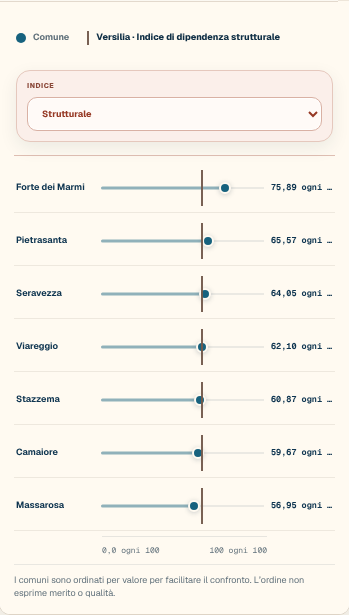 Comune Versilia · Indice di dipendenza strutturale
INDICE
Strutturale
Forte dei Marmi 75,89 ogni …
Pietrasanta 65,57 ogni …
Seravezza 64,05 ogni …
Viareggio 62,10 ogni …
Stazzema 60,87 ogni …
Camaiore 59,67 ogni …
Massarosa 56,95 ogni …
0,0 ogni 100 100 ogni 100
I comuni sono ordinati per valore per facilitare il confronto. L'ordine non
esprime merito o qualità.